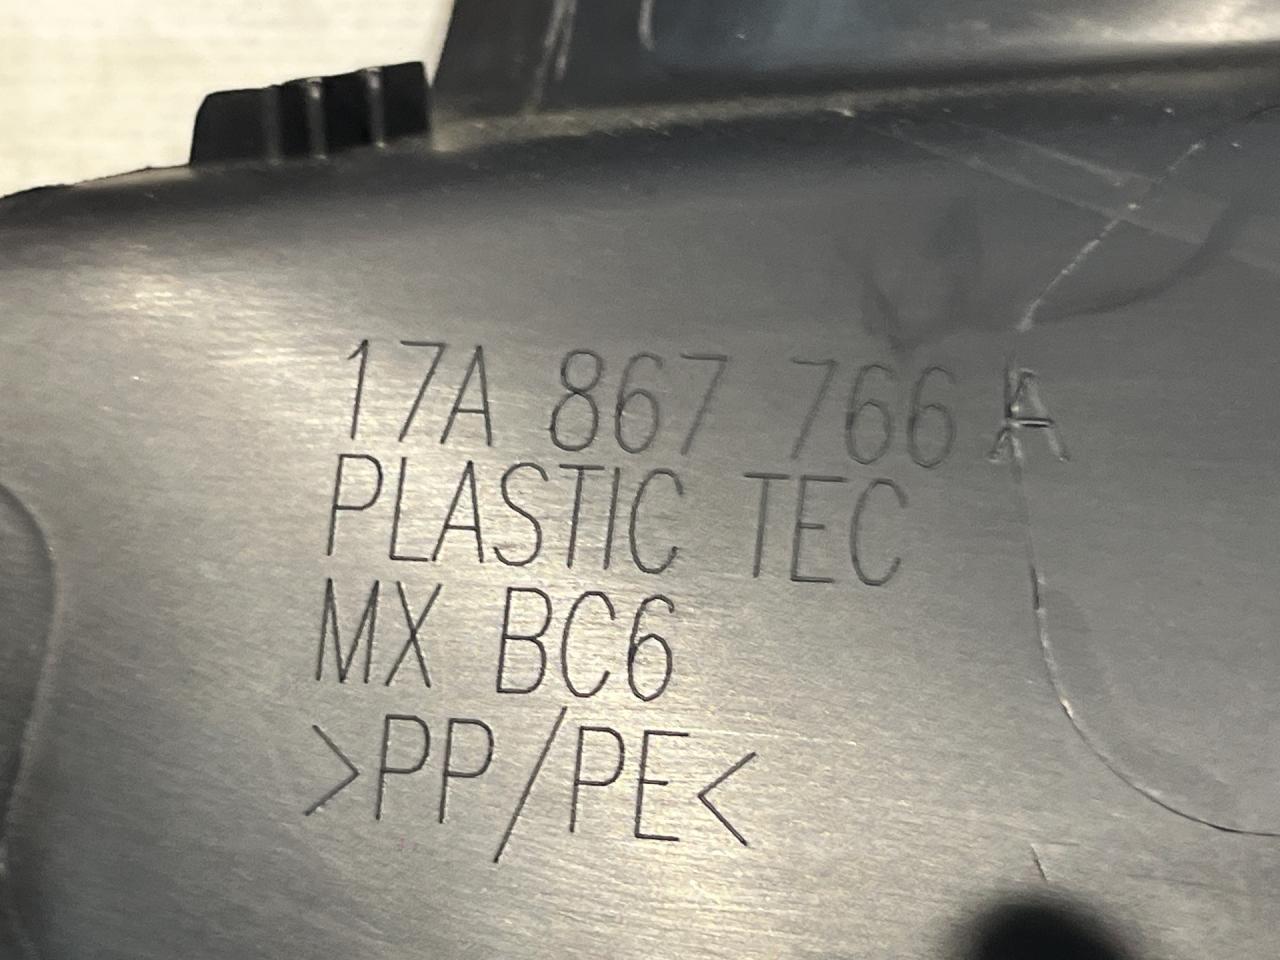 17A 867 766 A
PLASTIC TEC
MX BC6
>PP/PE<